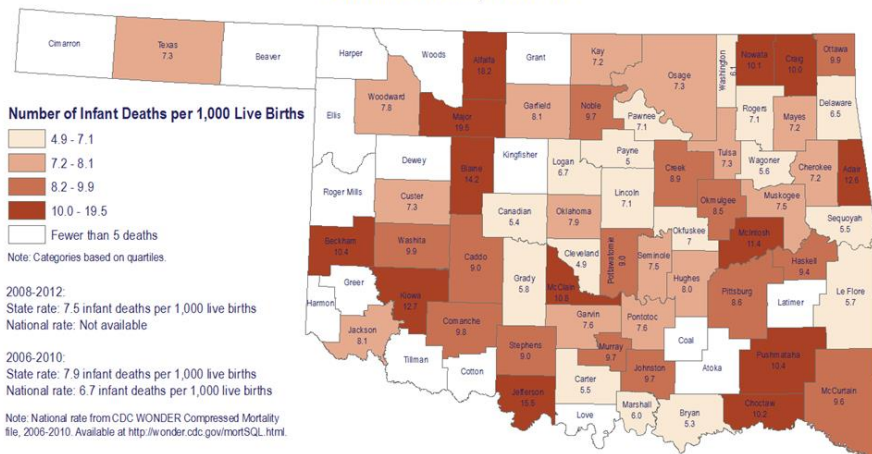 Cimarron
Texas
7.3
Beaver
Harper
Woods
Alfalfa
18.2
Grant
Kay
7.2
Osage
7.3
Washington
6.1
Nowata
10.1
Craig
10.0
Ottawa
9.9
Ellis
Woodward
7.8
Major
19.5
Garfield
8.1
Noble
9.7
Pawnee
7.1
Rogers
7.1
Mayes
7.2
Delaware
6.5
Number of Infant Deaths per 1,000 Live Births
4.9 - 7.1
7.2 - 8.1
8.2 - 9.9
10.0 - 19.5
Fewer than 5 deaths
Note: Categories based on quartiles.
Roger Mills
Dewey
Blaine
14.2
Kingfisher
Logan
6.7
Payne
5
Creek
8.9
Tulsa
7.3
Wagoner
5.6
Cherokee
7.2
Adair
12.6
Custer
7.3
Canadian
5.4
Oklahoma
7.9
Lincoln
7.1
Okmulgee
8.5
Muskogee
7.5
Sequoyah
5.5
Beckham
10.4
Washita
9.9
Caddo
9.0
Grady
5.8
Cleveland
4.9
Pottawatomie
9.0
Seminole
7.5
Okfuskee
7
McIntosh
11.4
Haskell
9.4
2008-2012:
State rate: 7.5 infant deaths per 1,000 live births
National rate: Not available
Greer
Harmon
Kiowa
12.7
Comanche
9.8
McClain
10.8
Garvin
7.6
Pontotoc
7.6
Hughes
8.0
Pittsburg
8.6
Latimer
Le Flore
5.7
2006-2010:
State rate: 7.9 infant deaths per 1,000 live births
National rate: 6.7 infant deaths per 1,000 live births
Jackson
8.1
Tillman
Cotton
Stephens
9.0
Murray
9.7
Johnston
9.7
Coal
Atoka
Pushmataha
10.4
McCurtain
9.6
Jefferson
15.5
Carter
5.5
Love
Marshall
6.0
Bryan
5.3
Choctaw
10.2
Note: National rate from CDC WONDER Compressed Mortality
file, 2006-2010. Available at http://wonder.cdc.gov/mortSQL.html.